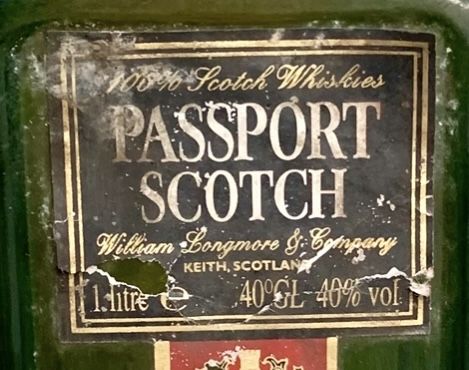 100% Scotch Whiskies
PASSPORT
SCOTCH
William Longmore & Company
KEITH, SCOTLAND
1 litre e 40°GL 40% vol